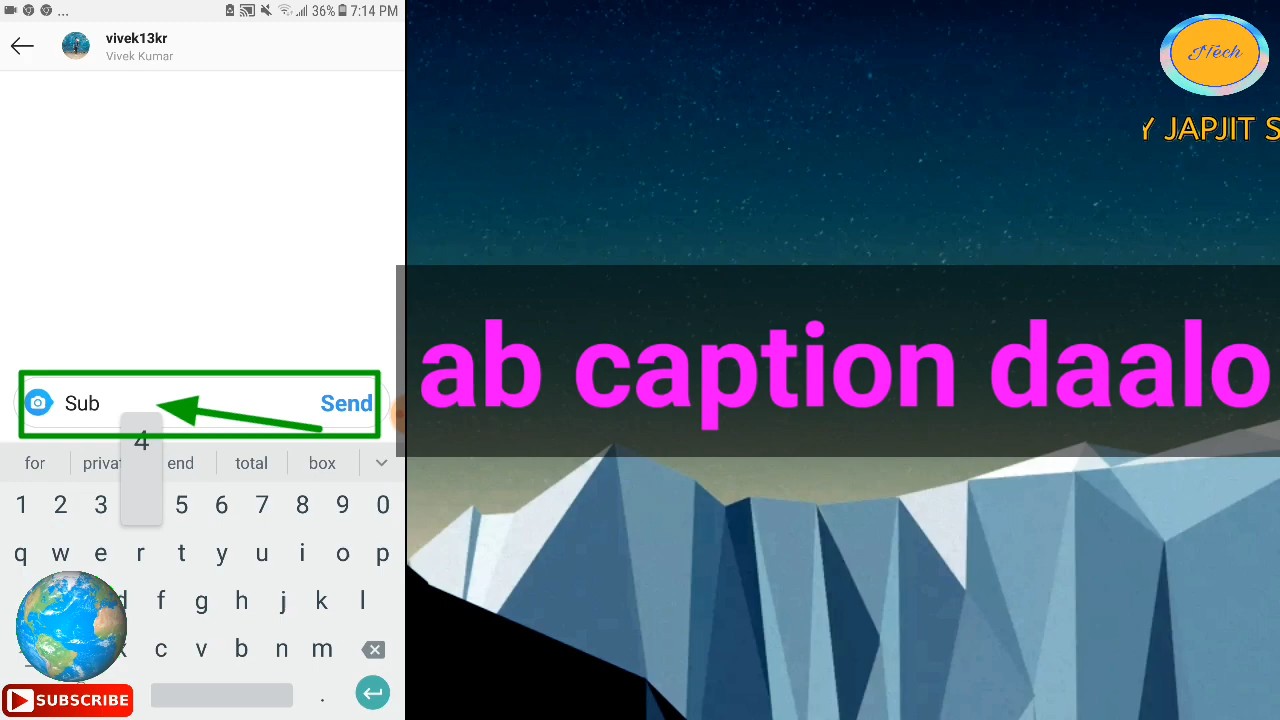 ... 36% 7:14 PM
vivek13kr
Vivek Kumar
JTech
Y JAPJIT S
ab caption daalo
Sub
Send
4
for
end
total
box
1 2 3 5 6 7 8 9 0
q w e r t y u i o p
d f g h j k l
c v b n m
SUBSCRIBE
.